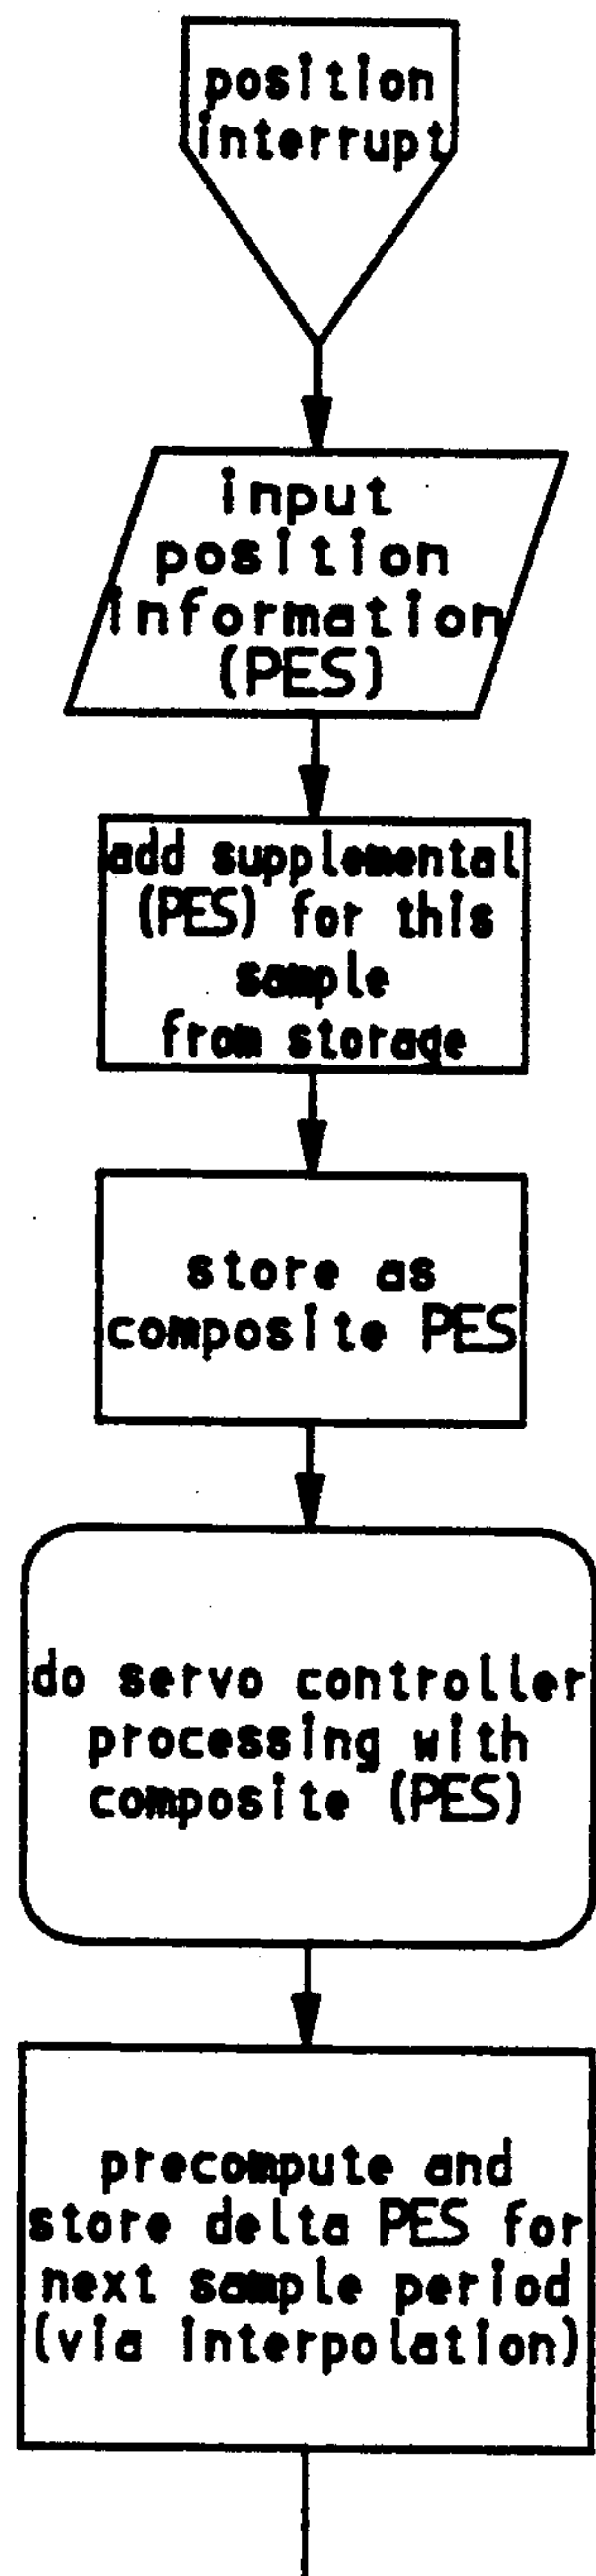 position
interrupt
input
position
information
(PES)
add supplemental
(PES) for this
sample
from storage
store as
composite PES
do servo controller
processing with
composite (PES)
precompute and
store delta PES for
next sample period
(via interpolation)